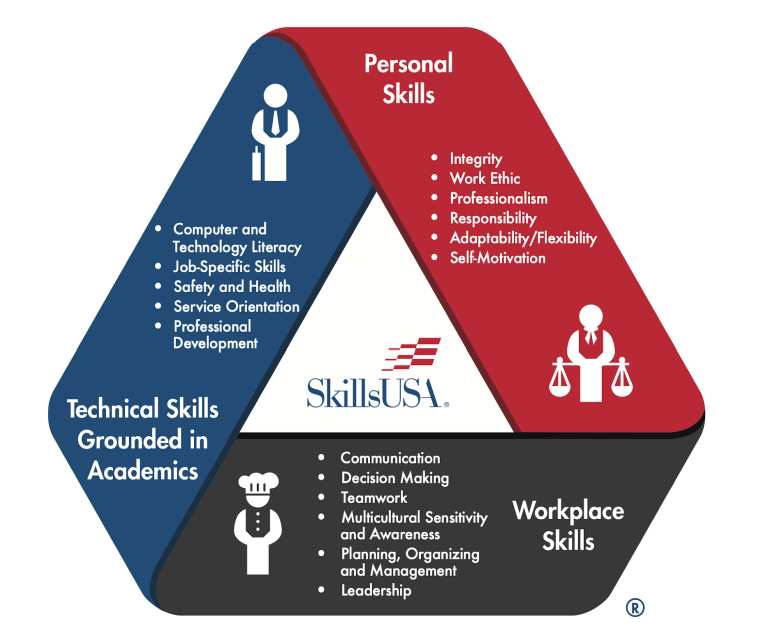 Personal
Skills
• Integrity
• Work Ethic
• Professionalism
• Responsibility
• Adaptability/Flexibility
• Self-Motivation
• Computer and
Technology Literacy
• Job-Specific Skills
• Safety and Health
• Service Orientation
• Professional
Development
Technical Skills
Grounded in
Academics
SkillsUSA®
• Communication
• Decision Making
• Teamwork
• Multicultural Sensitivity
and Awareness
• Planning, Organizing
and Management
• Leadership
Workplace
Skills
®